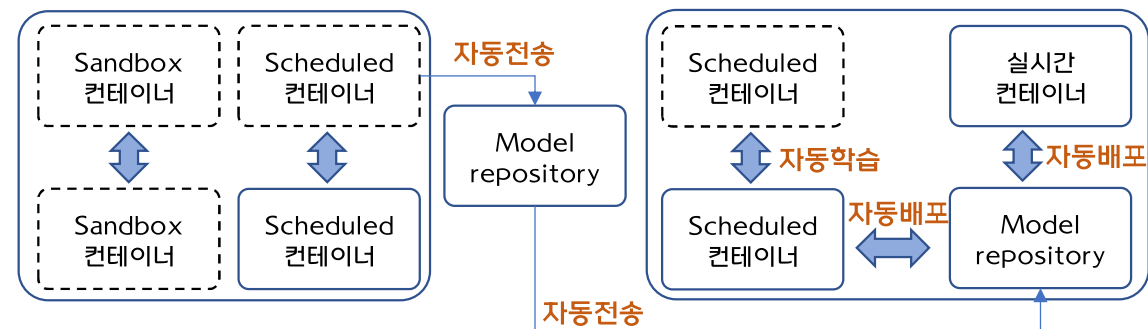 Sandbox
컨테이너
Scheduled
컨테이너
Sandbox
컨테이너
Scheduled
컨테이너
자동전송
Model
repository
자동전송
Scheduled
컨테이너
실시간
컨테이너
자동학습
자동배포
Scheduled
컨테이너
자동배포
Model
repository